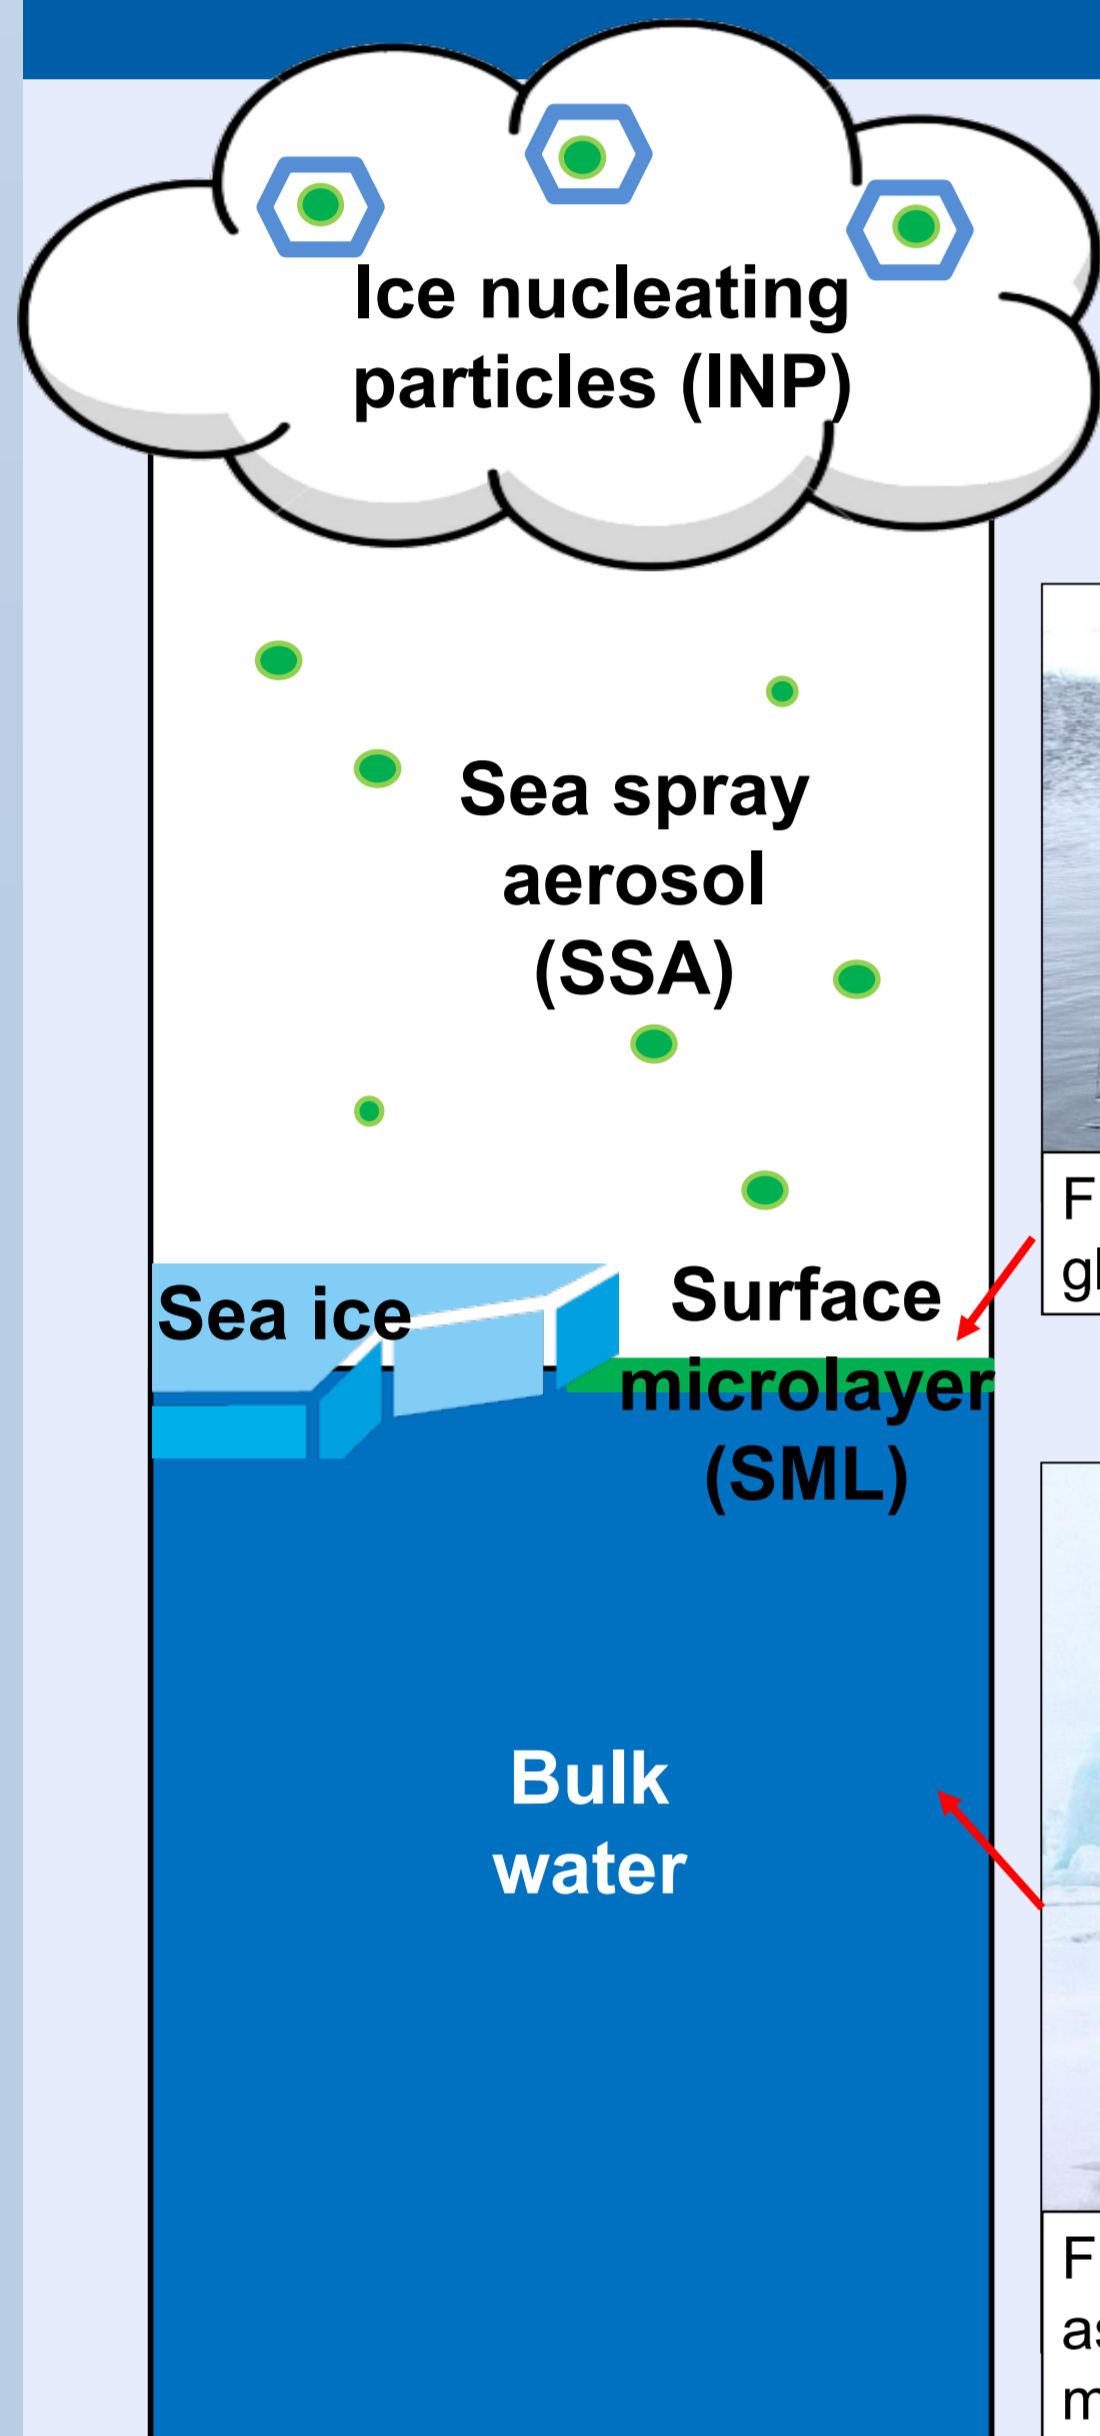 Ice nucleating
particles (INP)
Sea spray
aerosol
(SSA)
Sea ice
Surface
microlayer
(SML)
Bulk
water